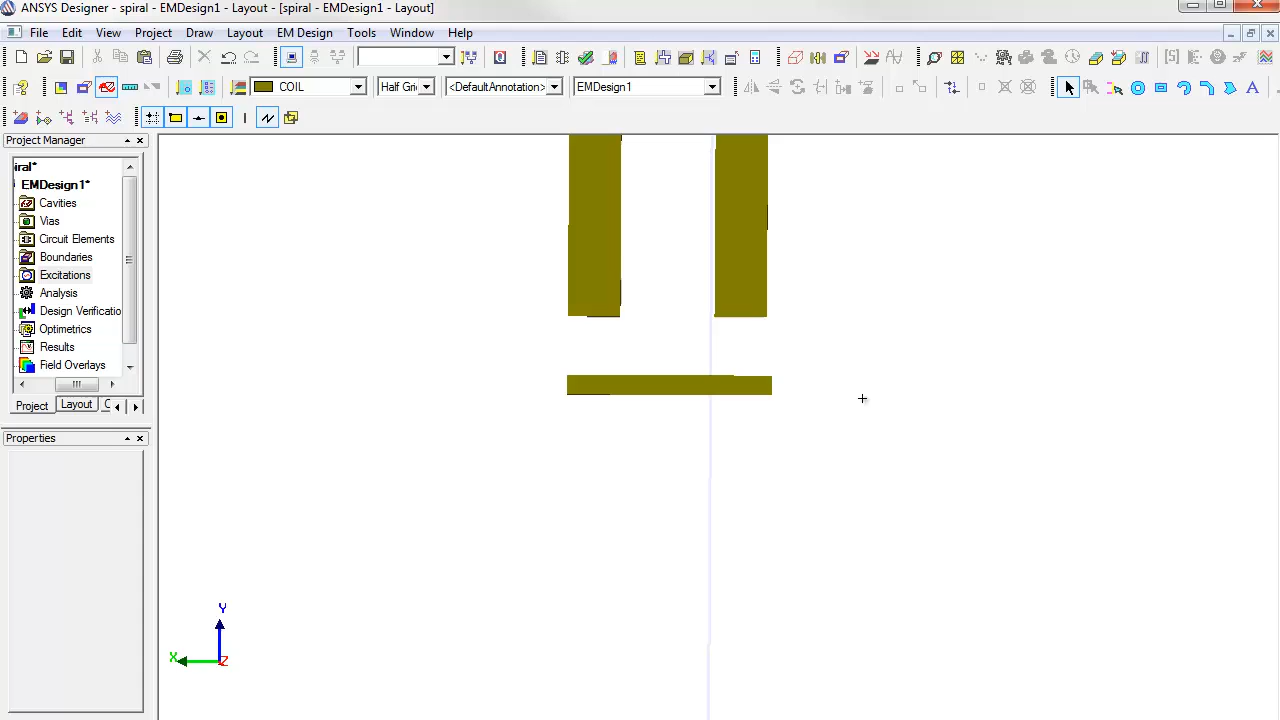 ANSYS Designer - spiral - EMDesign1 - Layout - [spiral - EMDesign1 - Layout]
File Edit View Project Draw Layout EM Design Tools Window Help
COIL Half Gri <DefaultAnnotation> EMDesign1
Project Manager
iral*
EMDesign1*
Cavities
Vias
Circuit Elements
Boundaries
Excitations
Analysis
Design Verificatio
Optimetrics
Results
Field Overlays
Project Layout C
Properties
Y
X Z